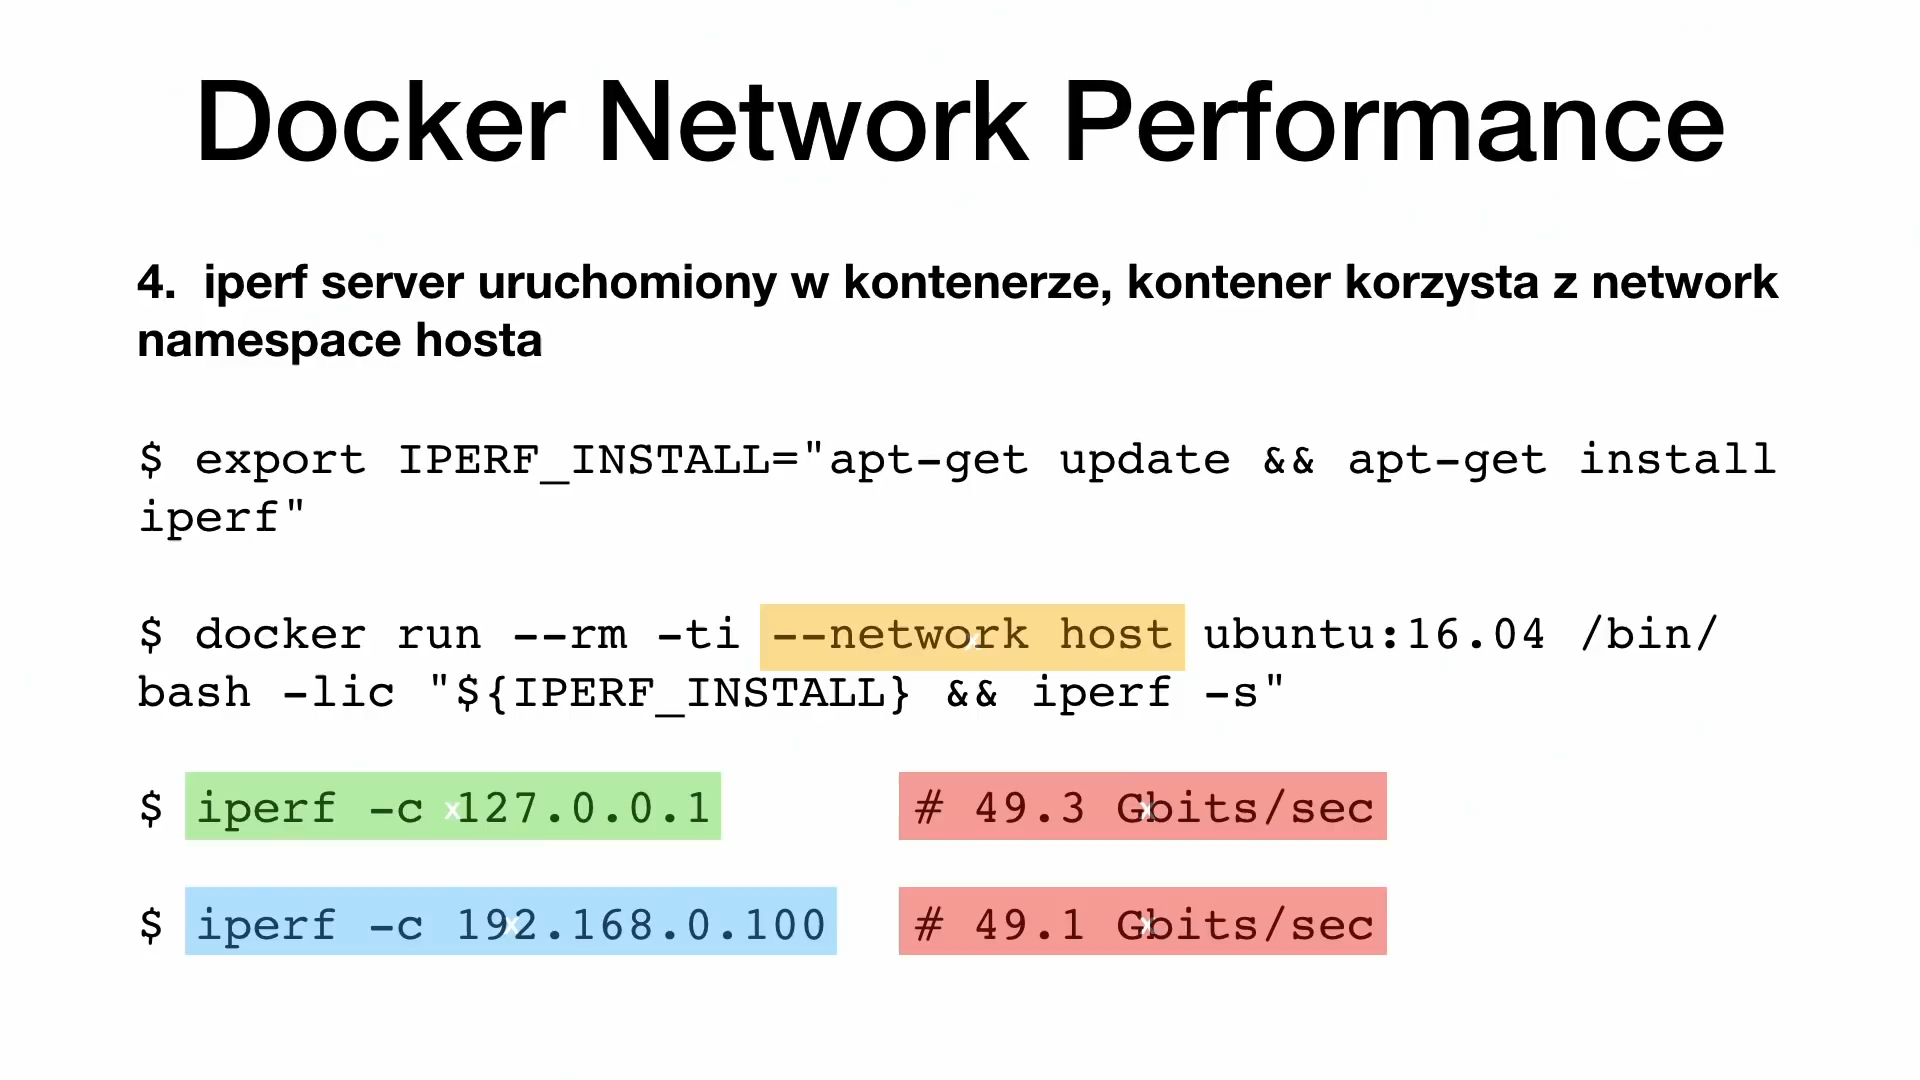 Docker Network Performance
4. iperf server uruchomiony w kontenerze, kontener korzysta z network
namespace hosta
$ export IPERF_INSTALL="apt-get update && apt-get install
iperf"
$ docker run --rm -ti --network host ubuntu:16.04 /bin/
bash -lic "${IPERF_INSTALL} && iperf -s"
$ iperf -c 127.0.0.1 # 49.3 Gbits/sec
$ iperf -c 192.168.0.100 # 49.1 Gbits/sec